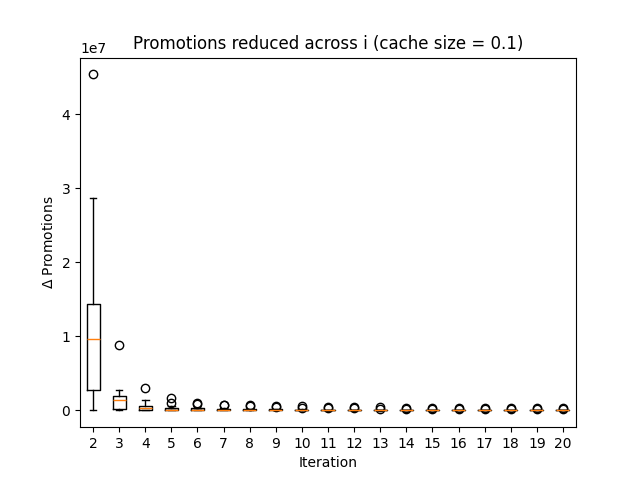 Promotions reduced across i (cache size = 0.1)
1e7
4
3
2
1
0
Δ Promotions
2 3 4 5 6 7 8 9 10 11 12 13 14 15 16 17 18 19 20
Iteration